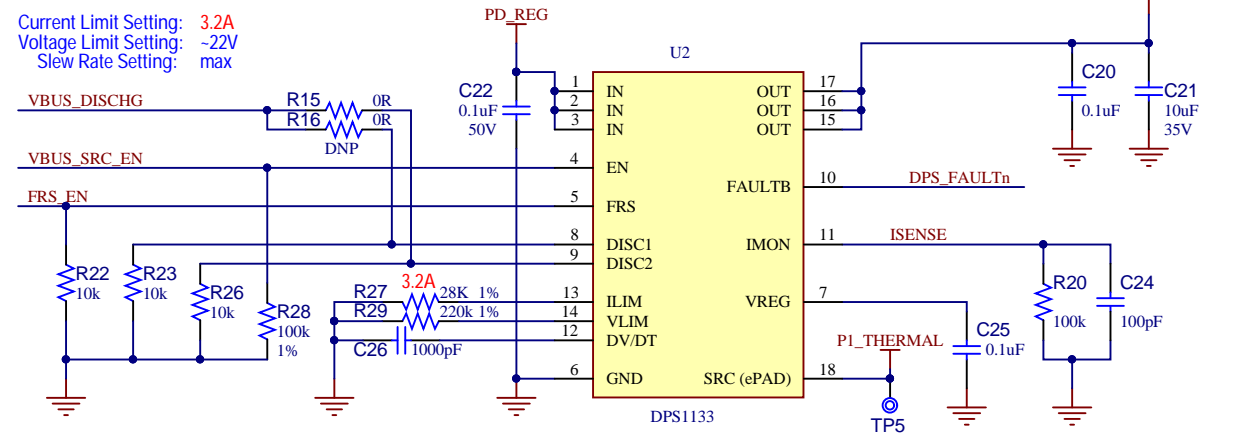 Current Limit Setting: 3.2A
Voltage Limit Setting: ~22V
Slew Rate Setting: max
PD_REG
U2
C22
0.1uF
50V
VBUS_DISCHG
R15 0R
R16 0R
DNP
VBUS_SRC_EN
FRS_EN
1 IN
2 IN
3 IN
4 EN
5 FRS
8 DISC1
9 DISC2
13 ILIM
14 VLIM
12 DV/DT
6 GND
OUT 17
OUT 16
OUT 15
FAULTB 10
IMON 11
VREG 7
SRC (ePAD) 18
DPS1133
C20
0.1uF
C21
10uF
35V
DPS_FAULTn
ISENSE
R22
10k
R23
10k
R26
10k
R28
100k
1%
3.2A
R27 28K 1%
R29 220k 1%
C26 1000pF
R20
100k
C24
100pF
C25
0.1uF
P1_THERMAL
TP5